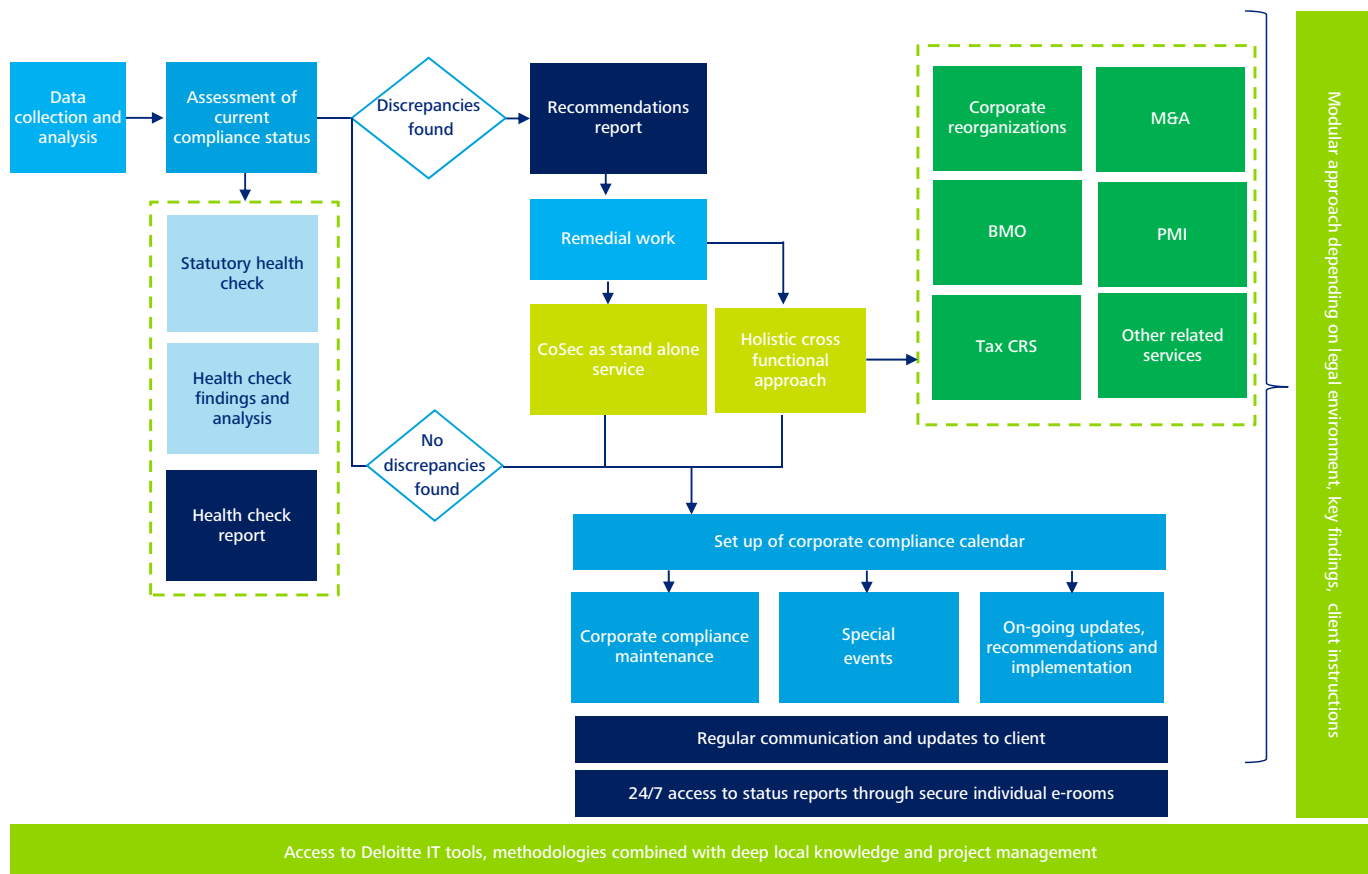 Data
collection and
analysis
Assessment of
current
compliance status
Discrepancies
found
Recommendations
report
Corporate
reorganizations
M&A
BMO
PMI
Tax CRS
Other related
services
Statutory health
check
Health check
findings and
analysis
Health check
report
Remedial work
CoSec as stand alone
service
Holistic cross
functional
approach
No
discrepancies
found
Set up of corporate compliance calendar
Corporate compliance
maintenance
Special
events
On-going updates,
recommendations and
implementation
Regular communication and updates to client
24/7 access to status reports through secure individual e-rooms
Modular approach depending on legal environment, key findings, client instructions
Access to Deloitte IT tools, methodologies combined with deep local knowledge and project management